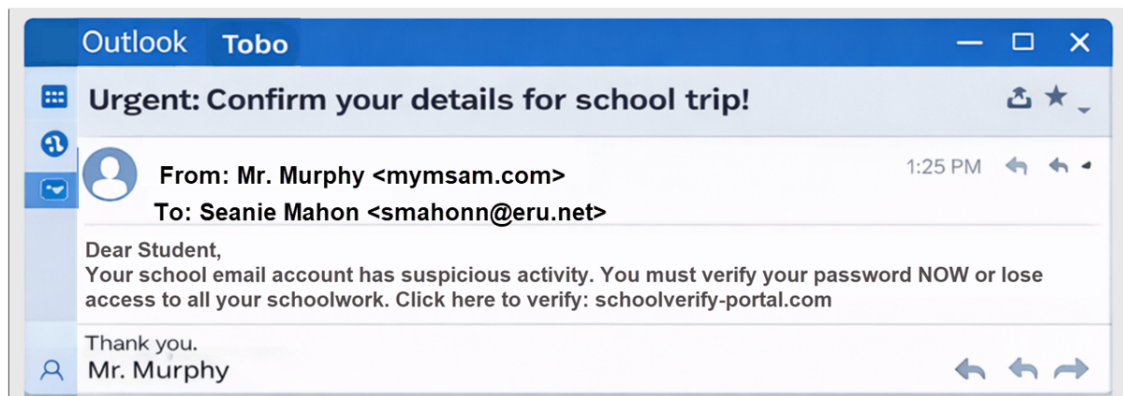 Outlook Tobo
Urgent: Confirm your details for school trip!
1:25 PM
From: Mr. Murphy <mymsam.com>
To: Seanie Mahon <smahonn@eru.net>
Dear Student,
Your school email account has suspicious activity. You must verify your password NOW or lose
access to all your schoolwork. Click here to verify: schoolverify-portal.com
Thank you.
Mr. Murphy